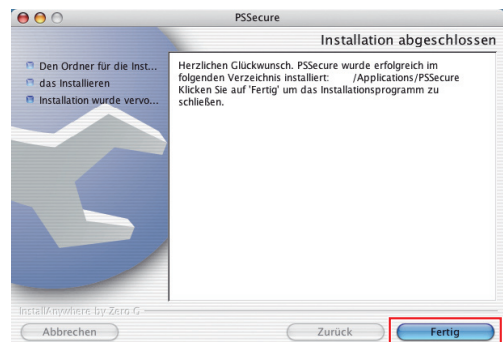 PSSecure
Installation abgeschlossen
Den Ordner für die Inst...
das Installieren
Installation wurde vervo...
Herzlichen Glückwunsch. PSSecure wurde erfolgreich im
folgenden Verzeichnis installiert: /Applications/PSSecure
Klicken Sie auf 'Fertig' um das Installationsprogramm zu
schließen.
InstallAnywhere by Zero G
Abbrechen
Zurück
Fertig